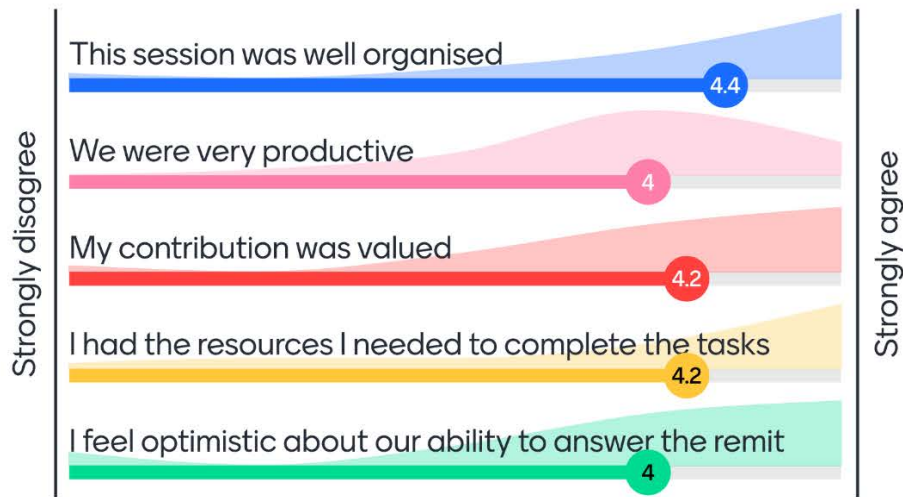 Strongly disagree
This session was well organised
4.4
We were very productive
4
My contribution was valued
4.2
I had the resources I needed to complete the tasks
4.2
I feel optimistic about our ability to answer the remit
4
Strongly agree